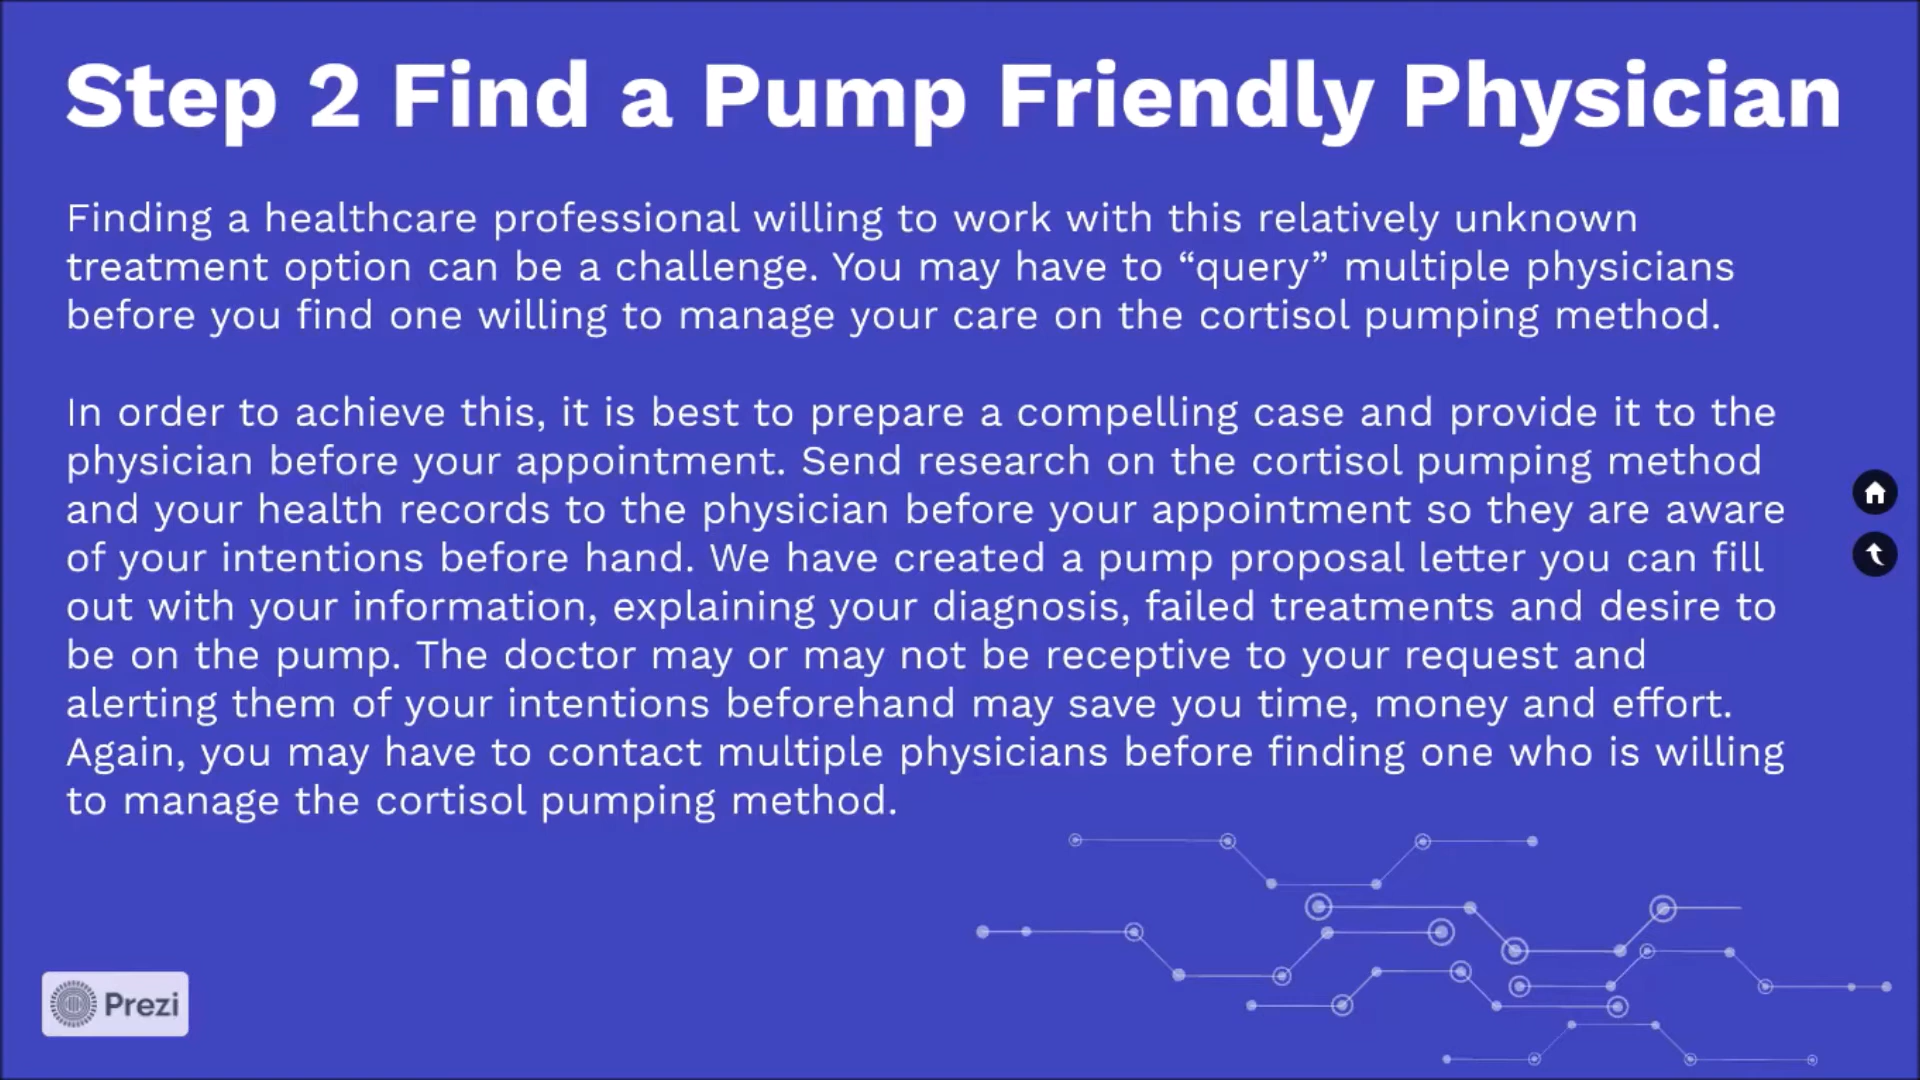 Step 2 Find a Pump Friendly Physician
Finding a healthcare professional willing to work with this relatively unknown
treatment option can be a challenge. You may have to “query” multiple physicians
before you find one willing to manage your care on the cortisol pumping method.
In order to achieve this, it is best to prepare a compelling case and provide it to the
physician before your appointment. Send research on the cortisol pumping method
and your health records to the physician before your appointment so they are aware
of your intentions before hand. We have created a pump proposal letter you can fill
out with your information, explaining your diagnosis, failed treatments and desire to
be on the pump. The doctor may or may not be receptive to your request and
alerting them of your intentions beforehand may save you time, money and effort.
Again, you may have to contact multiple physicians before finding one who is willing
to manage the cortisol pumping method.
Prezi